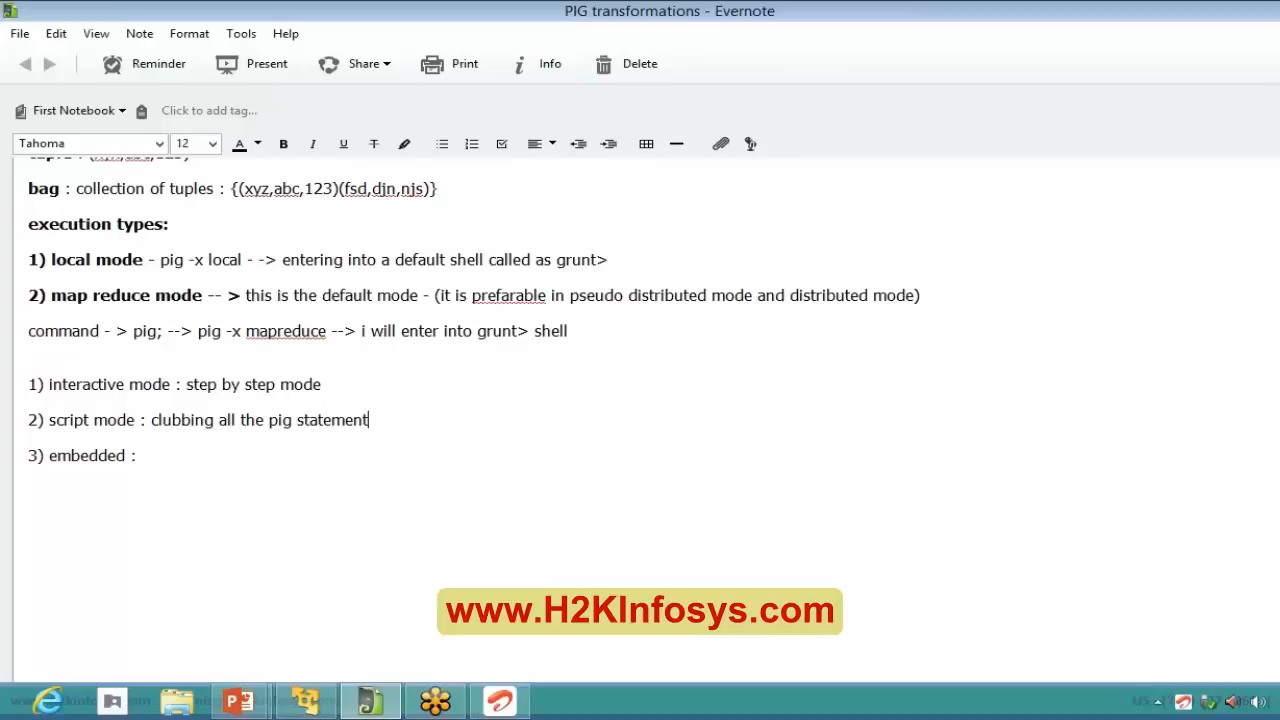 PIG transformations - Evernote
File Edit View Note Format Tools Help
Reminder Present Share Print Info Delete
First Notebook Click to add tag...
Tahoma 12
bag : collection of tuples : {(xyz,abc,123)(fsd,djn,njs)}
execution types:
1) local mode - pig -x local - -> entering into a default shell called as grunt>
2) map reduce mode -- > this is the default mode - (it is prefarable in pseudo distributed mode and distributed mode)
command - > pig; --> pig -x mapreduce --> i will enter into grunt> shell
1) interactive mode : step by step mode
2) script mode : clubbing all the pig statement
3) embedded :
www.H2KInfosys.com